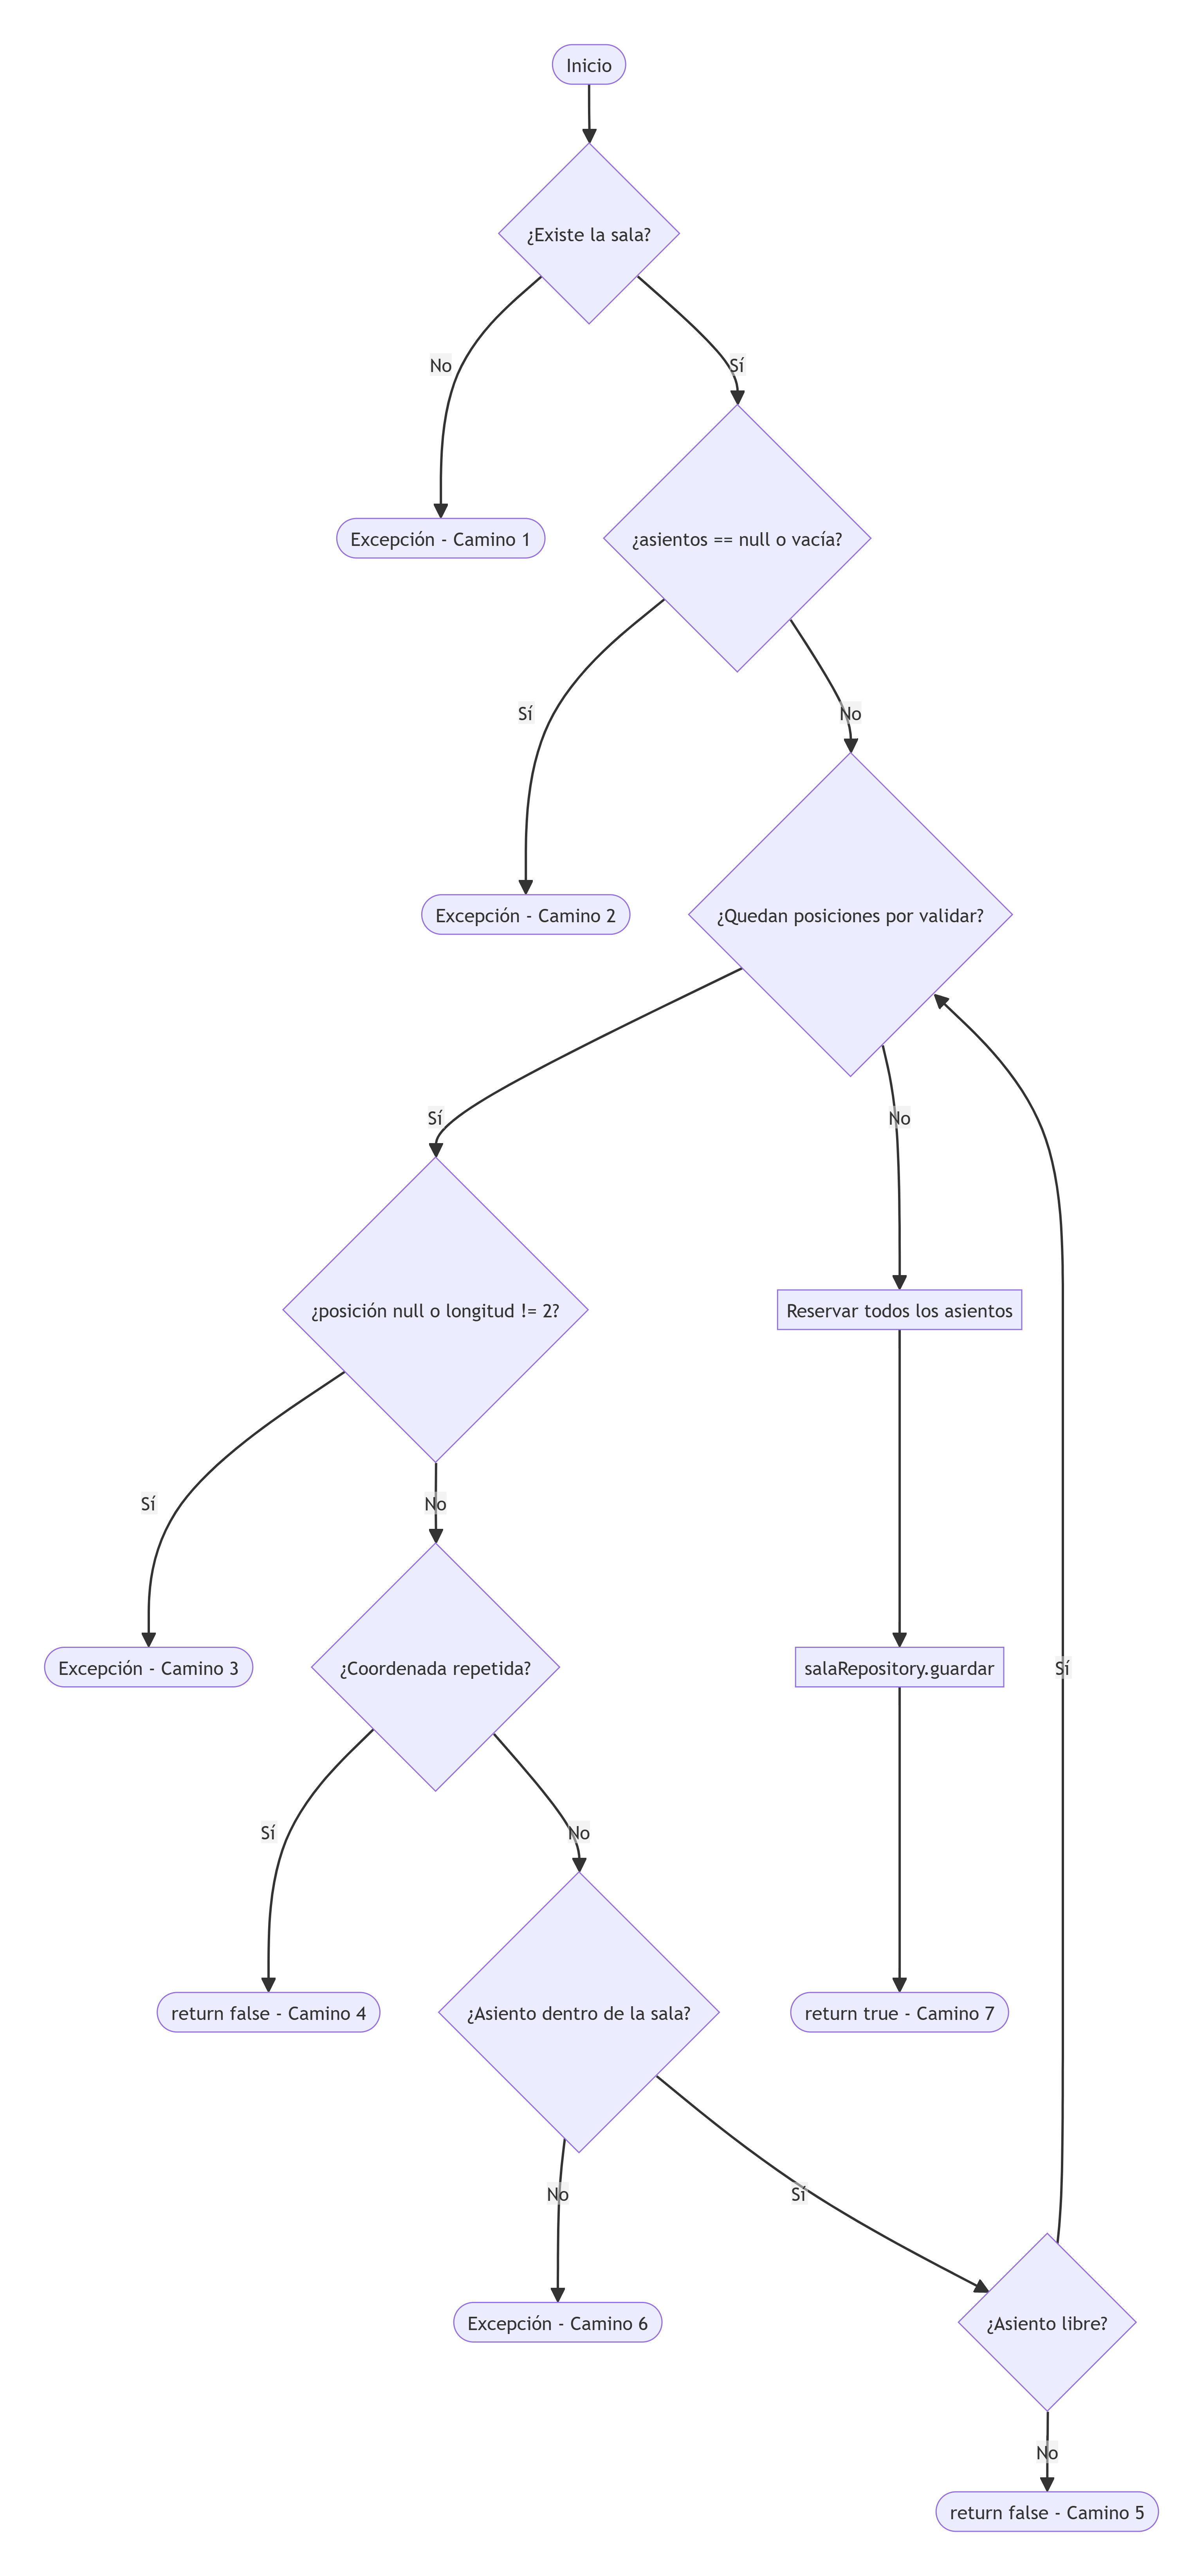 Inicio
¿Existe la sala?
No
Sí
Excepción - Camino 1
¿asientos == null o vacía?
Sí
No
Excepción - Camino 2
¿Quedan posiciones por validar?
Sí
No
¿posición null o longitud != 2?
Reservar todos los asientos
Sí
No
Excepción - Camino 3
¿Coordenada repetida?
salaRepository.guardar
Sí
Sí
No
return false - Camino 4
¿Asiento dentro de la sala?
return true - Camino 7
No
Sí
Excepción - Camino 6
¿Asiento libre?
No
return false - Camino 5